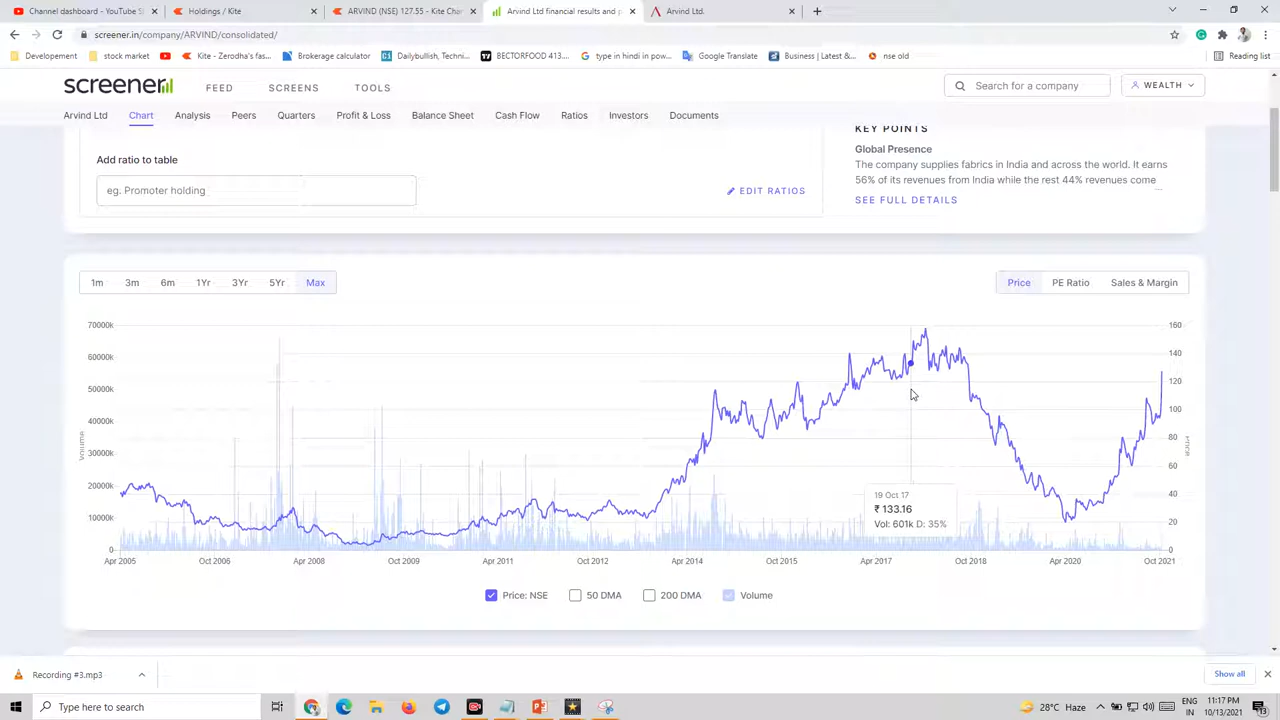 Channel dashboard - YouTube S
Holdings / Kite
ARVIND (NSE) 127.55 - Kite Chart
Arvind Ltd financial results and p
Arvind Ltd.
screener.in/company/ARVIND/consolidated/
Developement
stock market
Kite - Zerodha's fast...
Brokerage calculator
Dailybullish, Techni...
BECTORFOOD 413....
type in hindi in pow...
Google Translate
Business | Latest &...
nse old
Reading list
screener
FEED
SCREENS
TOOLS
Search for a company
WEALTH
Arvind Ltd
Chart
Analysis
Peers
Quarters
Profit & Loss
Balance Sheet
Cash Flow
Ratios
Investors
Documents
Add ratio to table
eg. Promoter holding
EDIT RATIOS
KEY POINTS
Global Presence
The company supplies fabrics in India and across the world. It earns
56% of its revenues from India while the rest 44% revenues come
SEE FULL DETAILS
1m 3m 6m 1Yr 3Yr 5Yr Max
Price PE Ratio Sales & Margin
70000k
60000k
50000k
40000k
30000k
20000k
10000k
0
Volume
160
140
120
100
80
60
40
20
0
Price
19 Oct 17
₹ 133.16
Vol: 601k D: 35%
Apr 2005 Oct 2006 Apr 2008 Oct 2009 Apr 2011 Oct 2012 Apr 2014 Oct 2015 Apr 2017 Oct 2018 Apr 2020 Oct 2021
Price: NSE
50 DMA
200 DMA
Volume
Recording #3.mp3
Show all
Type here to search
28°C Haze
ENG
IN
11:17 PM
10/13/2021